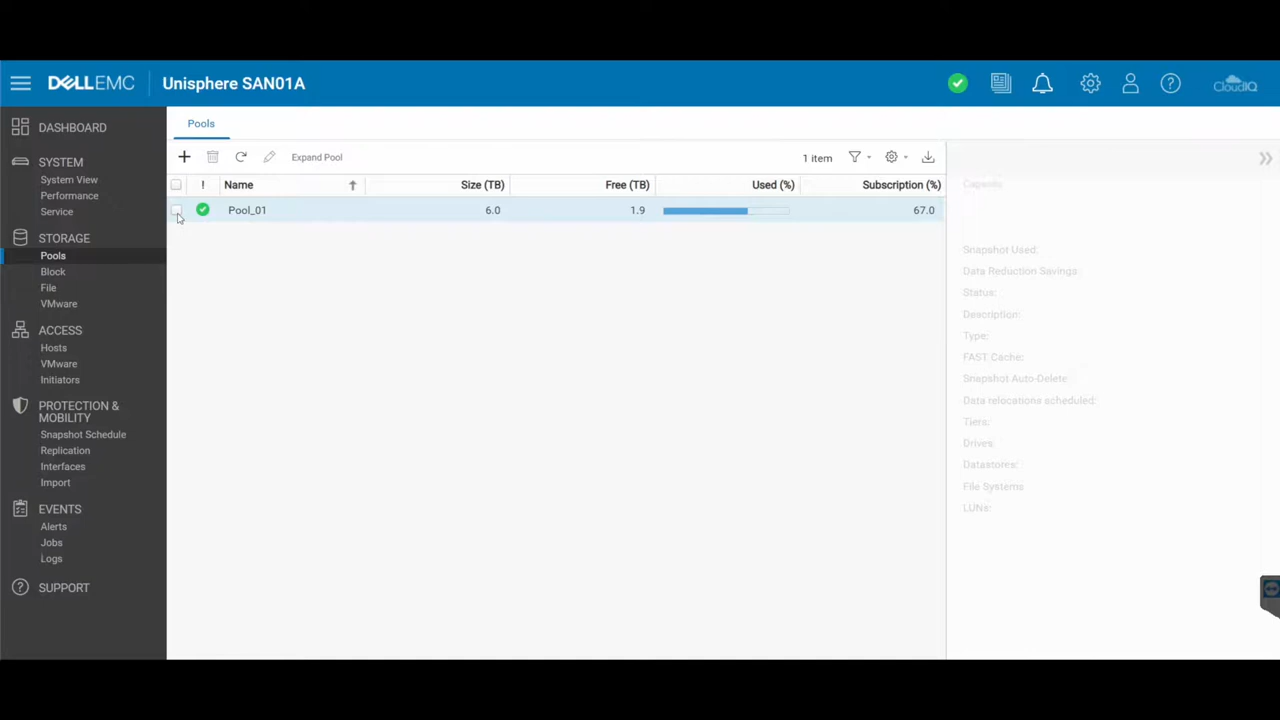 DELLEMC
Unisphere SAN01A
CloudIQ
DASHBOARD
SYSTEM
System View
Performance
Service
STORAGE
Pools
Block
File
VMware
ACCESS
Hosts
VMware
Initiators
PROTECTION &
MOBILITY
Snapshot Schedule
Replication
Interfaces
Import
EVENTS
Alerts
Jobs
Logs
SUPPORT
Pools
Expand Pool
1 item
! Name Size (TB) Free (TB) Used (%) Subscription (%)
Pool_01 6.0 1.9 67.0
Capacity
Snapshot Used:
Data Reduction Savings
Status:
Description:
Type:
FAST Cache:
Snapshot Auto-Delete
Data relocations scheduled:
Tiers:
Drives:
Datastores:
File Systems
LUNs: